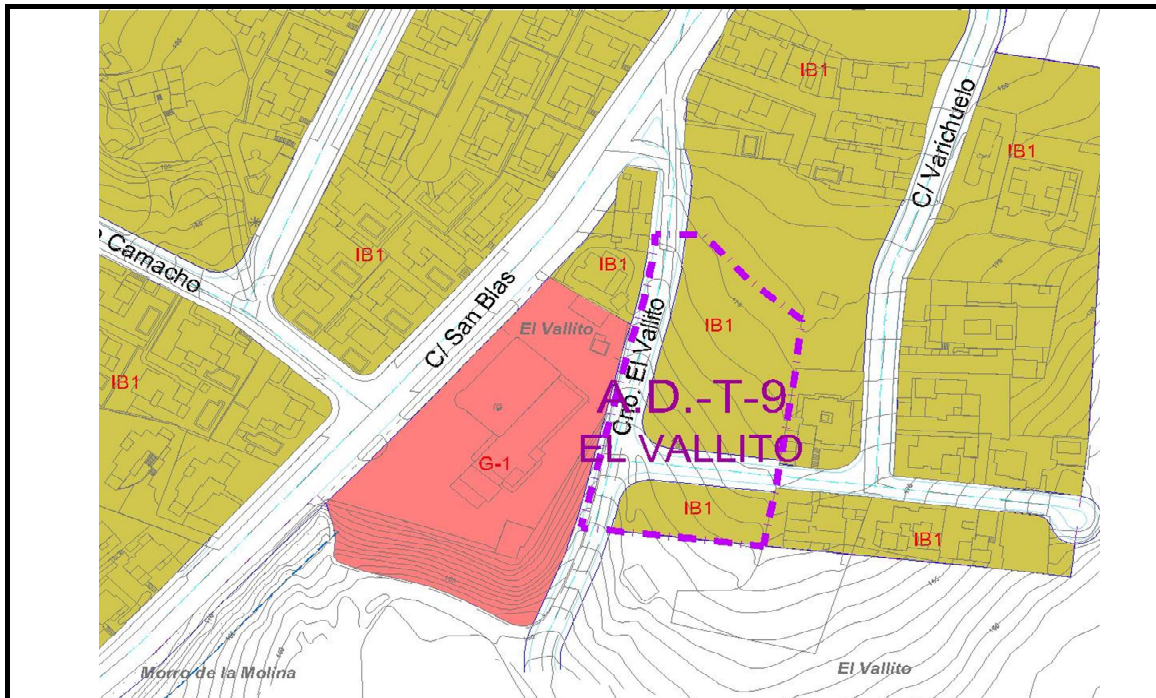 IB1
C/ Varichuelo
IB1
IB1
Camacho
IB1
C/ San Blas
El Vallito
Cno. El Vallito
IB1
IB1
A.D.-T-9
EL VALLITO
G-1
IB1
IB1
Morro de la Molina
El Vallito